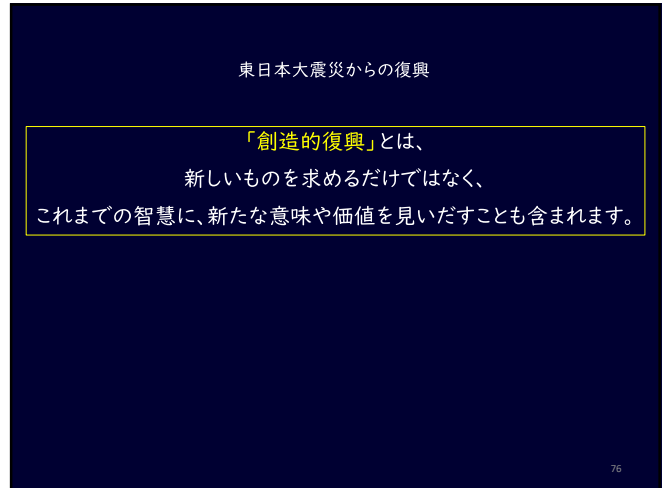 東日本大震災からの復興
「創造的復興」とは、
新しいものを求めるだけではなく、
これまでの智慧に、新たな意味や価値を見いだすことも含まれます。
76